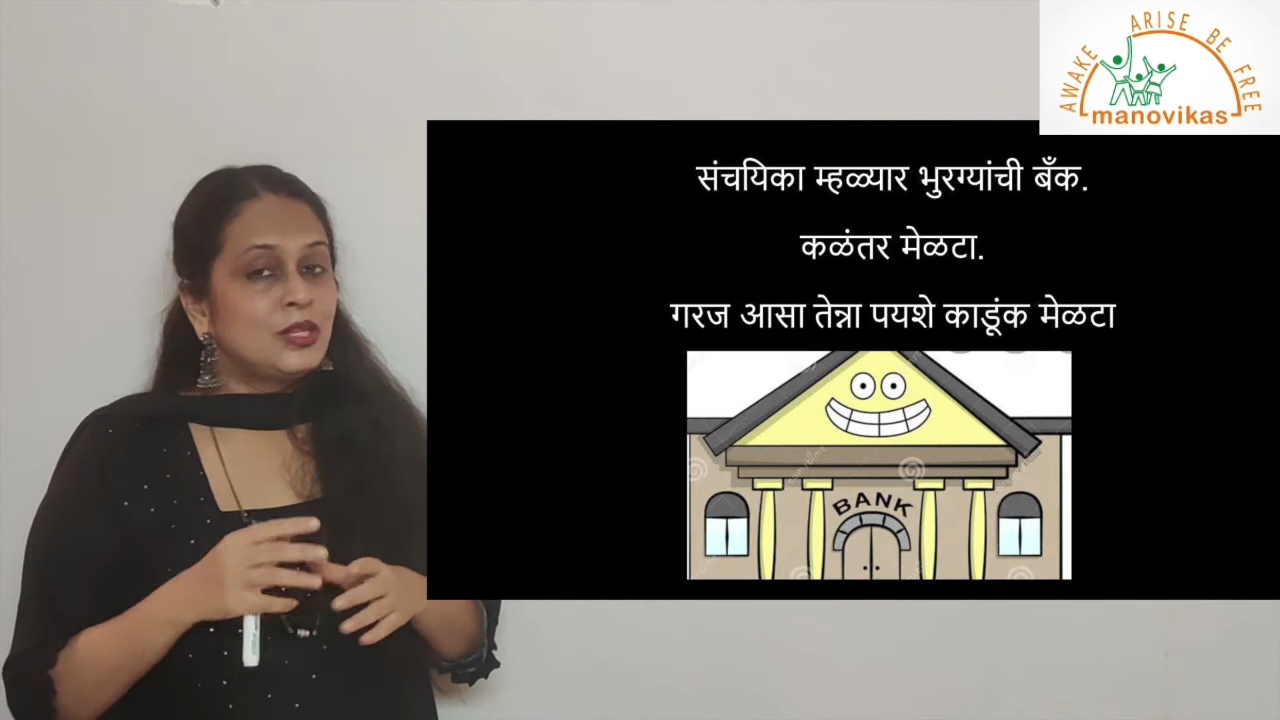 AWAKE ARISE BE FREE
manovikas
संचयिका म्हळ्यार भुरग्यांची बँक.
कळंतर मेळटा.
गरज आसा तेन्ना पयशे काडूंक मेळटा
BANK